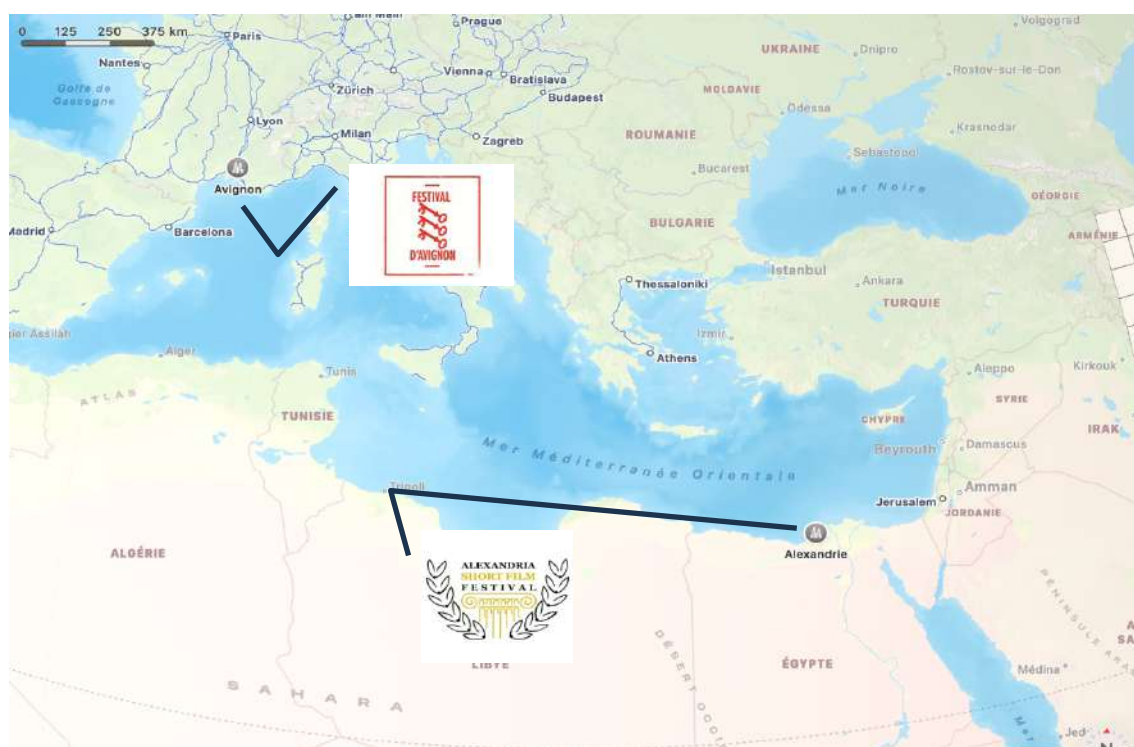 0 125 250 375 km
Paris
Prague
Volgograd
Nantes
UKRAINE
Dnipro
Vienna
Bratislava
Rostov-sur-le-Don
Golfe de
Gascogne
Zürich
Budapest
MOLDAVIE
Odessa
Lyon
Milan
Zagreb
ROUMANIE
Krasnodar
Sebastopol
Avignon
Bucarest
Mer Noire
GÉORGIE
FESTIVAL
D'AVIGNON
Madrid
Barcelona
BULGARIE
ARMÉNIE
Istanbul
Thessaloniki
Ankara
TURQUIE
Izmir
Alger
Athens
Tunis
Aleppo
Kirkouk
ATLAS
SYRIE
TUNISIE
CHYPRE
IRAK
Beyrouth
Damascus
Mer Méditerranée Orientale
Tripoli
Jerusalem
Amman
JORDANIE
ALGÉRIE
Alexandrie
ALEXANDRIA
SHORT FILM
FESTIVAL
LIBYE
ÉGYPTE
Médina
SAHARA